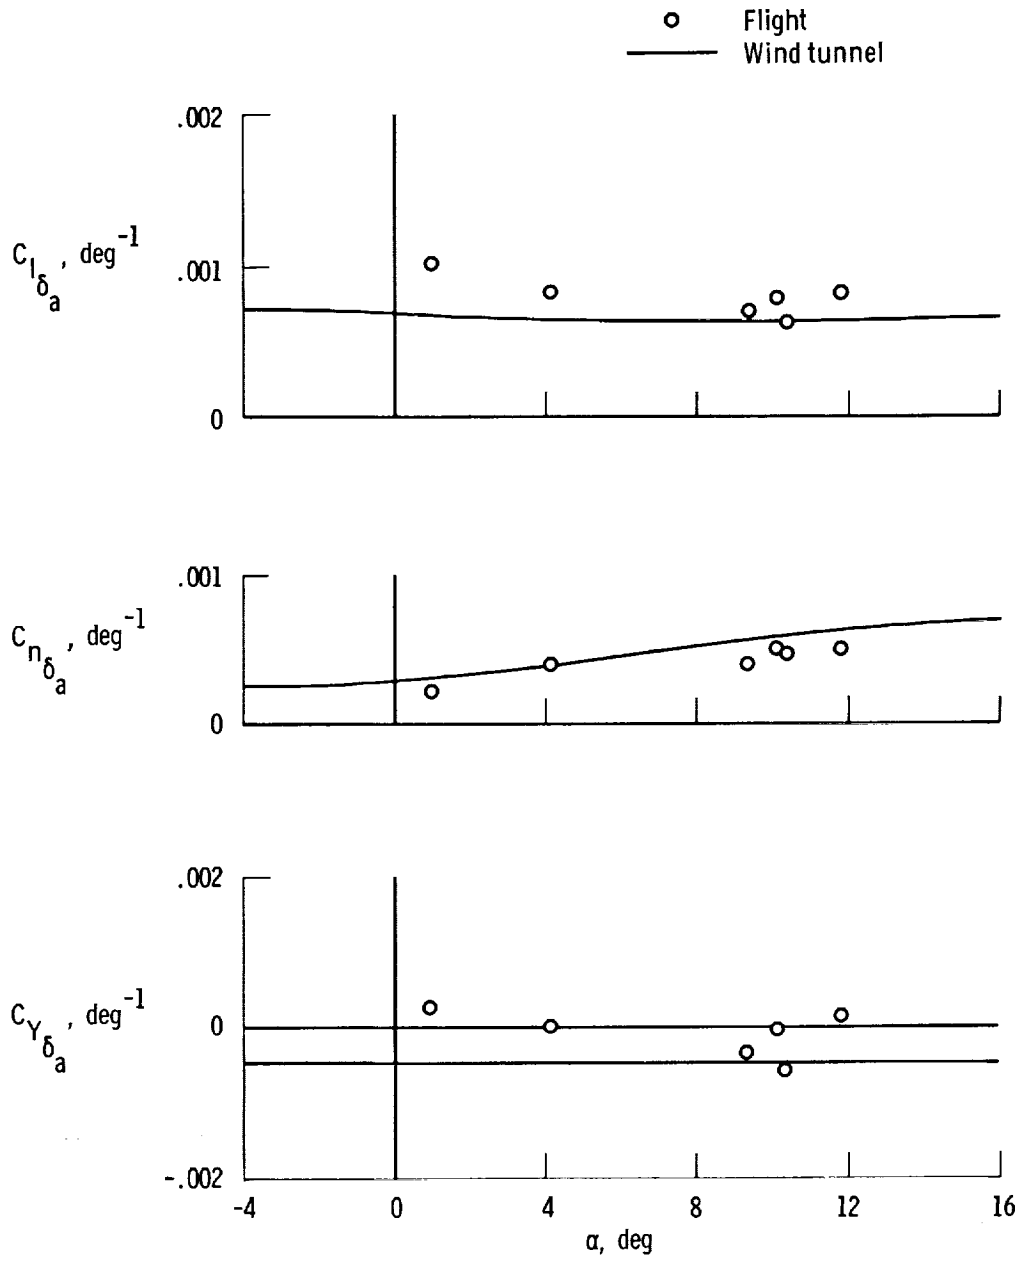 Flight
Wind tunnel
.002
C_{l_{δ_a}}, deg^{-1}
.001
0
.001
C_{n_{δ_a}}, deg^{-1}
0
.002
C_{Y_{δ_a}}, deg^{-1}
0
-.002
-4 0 4 8 12 16
α, deg